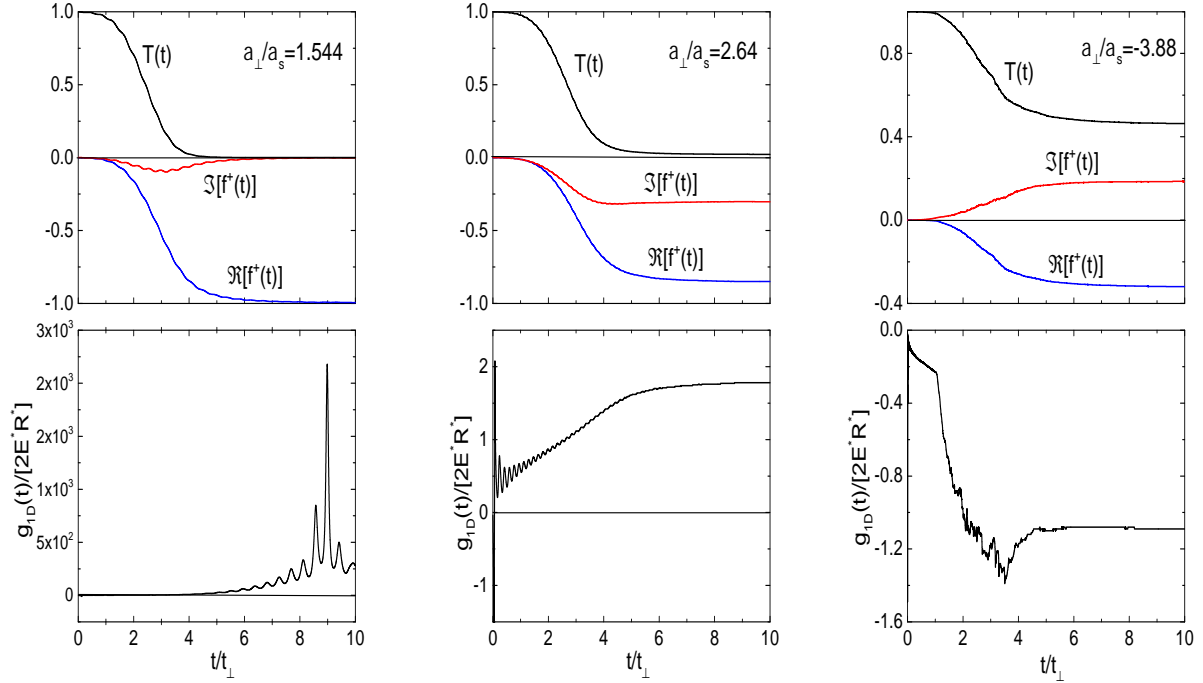 1.0
0.5
0.0
-0.5
-1.0
a⊥/as=1.544
T(t)
ℑ[f⁺(t)]
ℜ[f⁺(t)]
1.0
0.5
0.0
-0.5
-1.0
a⊥/as=2.64
T(t)
ℑ[f⁺(t)]
ℜ[f⁺(t)]
0.8
0.4
0.0
-0.4
a⊥/as=-3.88
T(t)
ℑ[f⁺(t)]
ℜ[f⁺(t)]
g1D(t)/[2E*R*]
3x10³
2x10³
2x10³
1x10³
5x10²
0
0 2 4 6 8 10
t/t⊥
g1D(t)/[2E*R*]
2
1
0
-1
0 2 4 6 8 10
t/t⊥
g1D(t)/[2E*R*]
0.0
-0.4
-0.8
-1.2
-1.6
0 2 4 6 8 10
t/t⊥